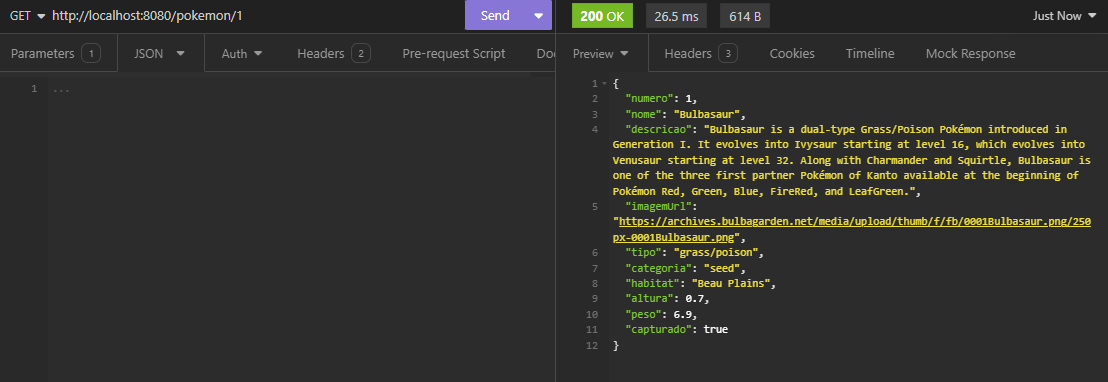 GET http://localhost:8080/pokemon/1 Send 200 OK 26.5 ms 614 B Just Now
Parameters 1 JSON Auth Headers 2 Pre-request Script Do Preview Headers 3 Cookies Timeline Mock Response
1 ...
1 {
2 "numero": 1,
3 "nome": "Bulbasaur",
4 "descricao": "Bulbasaur is a dual-type Grass/Poison Pokémon introduced in
Generation I. It evolves into Ivysaur starting at level 16, which evolves into
Venusaur starting at level 32. Along with Charmander and Squirtle, Bulbasaur is
one of the three first partner Pokémon of Kanto available at the beginning of
Pokémon Red, Green, Blue, FireRed, and LeafGreen.",
5 "imagemUrl":
"https://archives.bulbagarden.net/media/upload/thumb/f/fb/0001Bulbasaur.png/250
px-0001Bulbasaur.png",
6 "tipo": "grass/poison",
7 "categoria": "seed",
8 "habitat": "Beau Plains",
9 "altura": 0.7,
10 "peso": 6.9,
11 "capturado": true
12 }